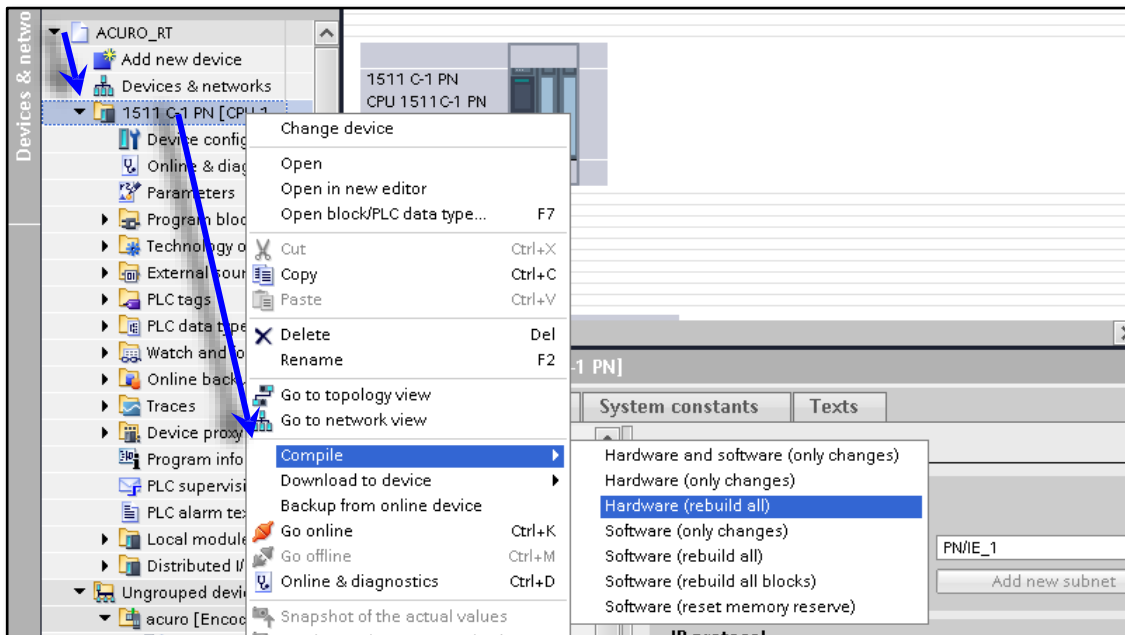 Devices & netwo
ACURO_RT
Add new device
Devices & networks
1511 C-1 PN [CPU 1
Device config
Online & diag
Parameters
Program bloc
Technology o
External sour
PLC tags
PLC data type
Watch and fo
Online back
Traces
Device proxy
Program info
PLC supervisi
PLC alarm tex
Local module
Distributed I/
Ungrouped devi
acuro [Encod
1511 C-1 PN
CPU 1511C-1 PN
Change device
Open
Open in new editor
Open block/PLC data type... F7
Cut Ctrl+X
Copy Ctrl+C
Paste Ctrl+V
Delete Del
Rename F2
Go to topology view
Go to network view
Compile
Download to device
Backup from online device
Go online Ctrl+K
Go offline Ctrl+M
Online & diagnostics Ctrl+D
Snapshot of the actual values
-1 PN]
System constants Texts
Hardware and software (only changes)
Hardware (only changes)
Hardware (rebuild all)
Software (only changes)
Software (rebuild all)
Software (rebuild all blocks)
Software (reset memory reserve)
PN/IE_1
Add new subnet
IP protocol